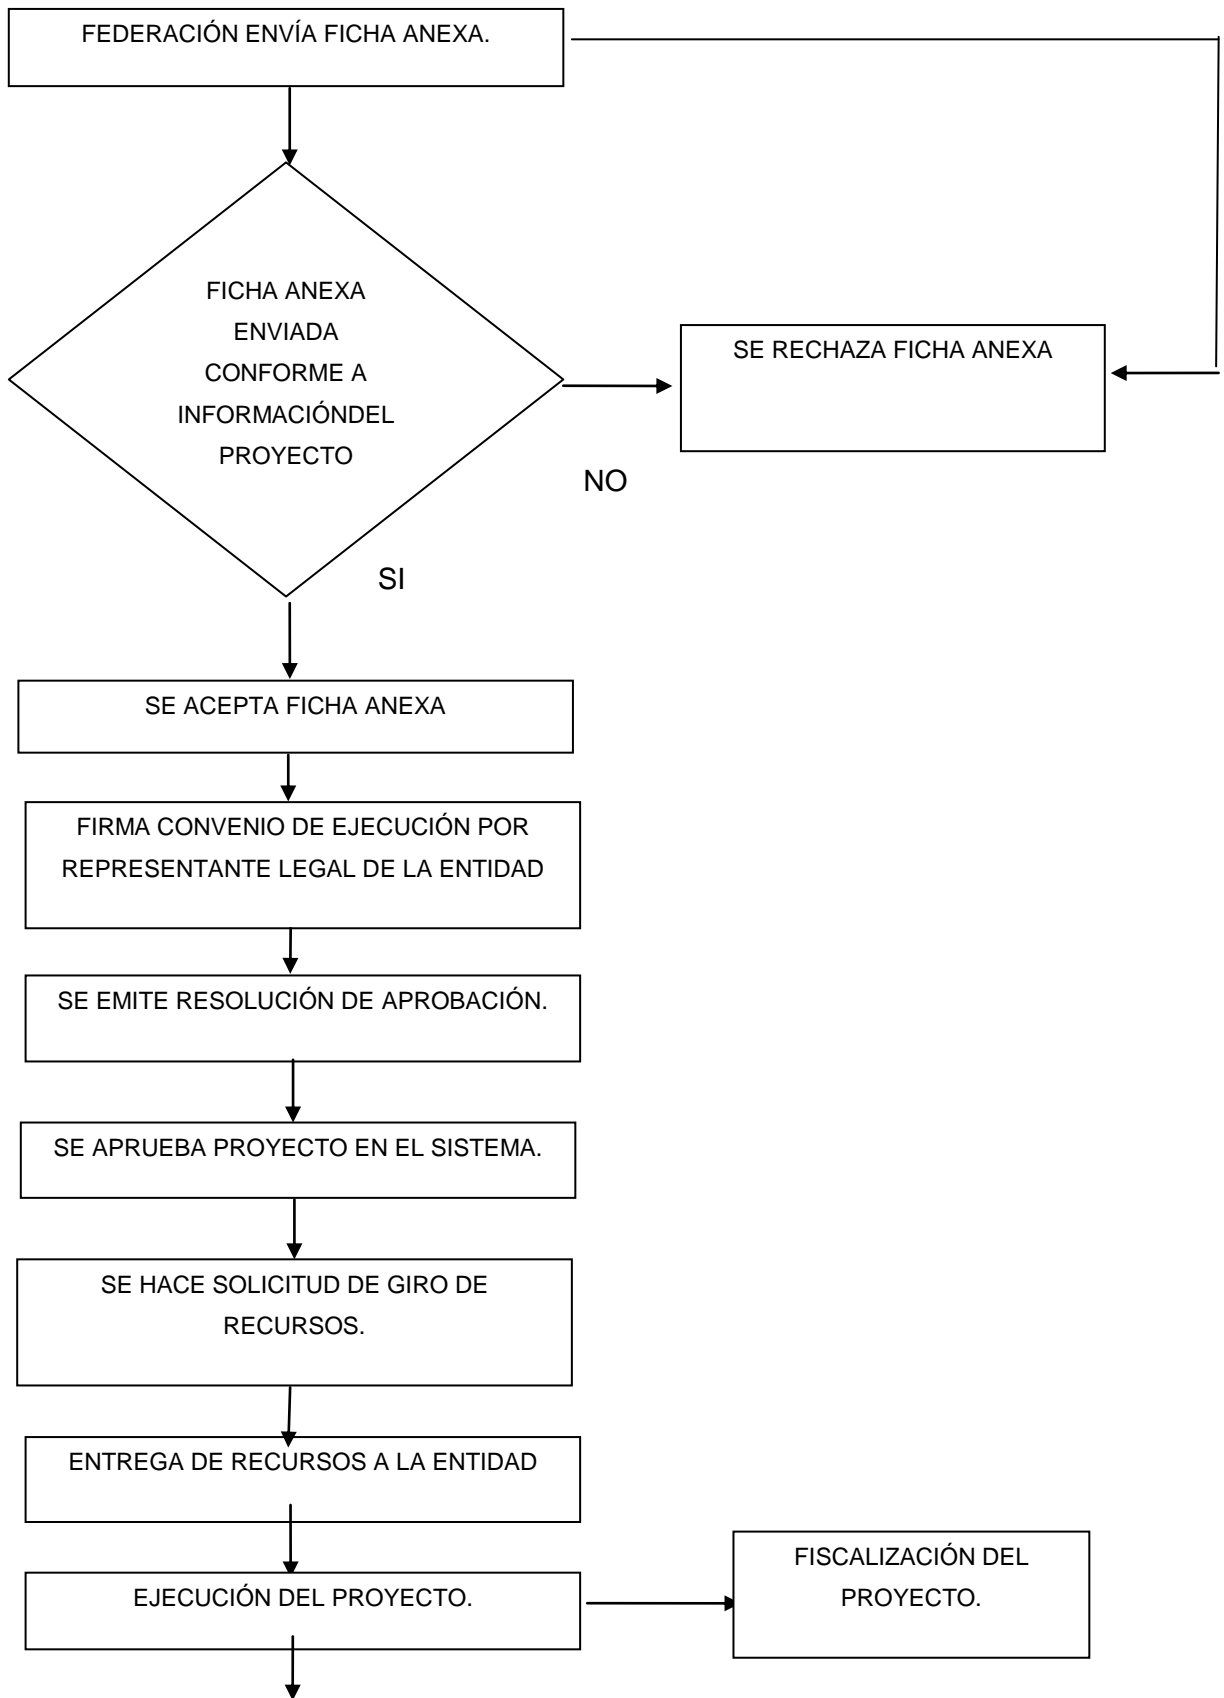 FEDERACIÓN ENVÍA FICHA ANEXA.
FICHA ANEXA
ENVIADA
CONFORME A
INFORMACIÓNDEL
PROYECTO
SE RECHAZA FICHA ANEXA
NO
SI
SE ACEPTA FICHA ANEXA
FIRMA CONVENIO DE EJECUCIÓN POR
REPRESENTANTE LEGAL DE LA ENTIDAD
SE EMITE RESOLUCIÓN DE APROBACIÓN.
SE APRUEBA PROYECTO EN EL SISTEMA.
SE HACE SOLICITUD DE GIRO DE
RECURSOS.
ENTREGA DE RECURSOS A LA ENTIDAD
EJECUCIÓN DEL PROYECTO.
FISCALIZACIÓN DEL
PROYECTO.